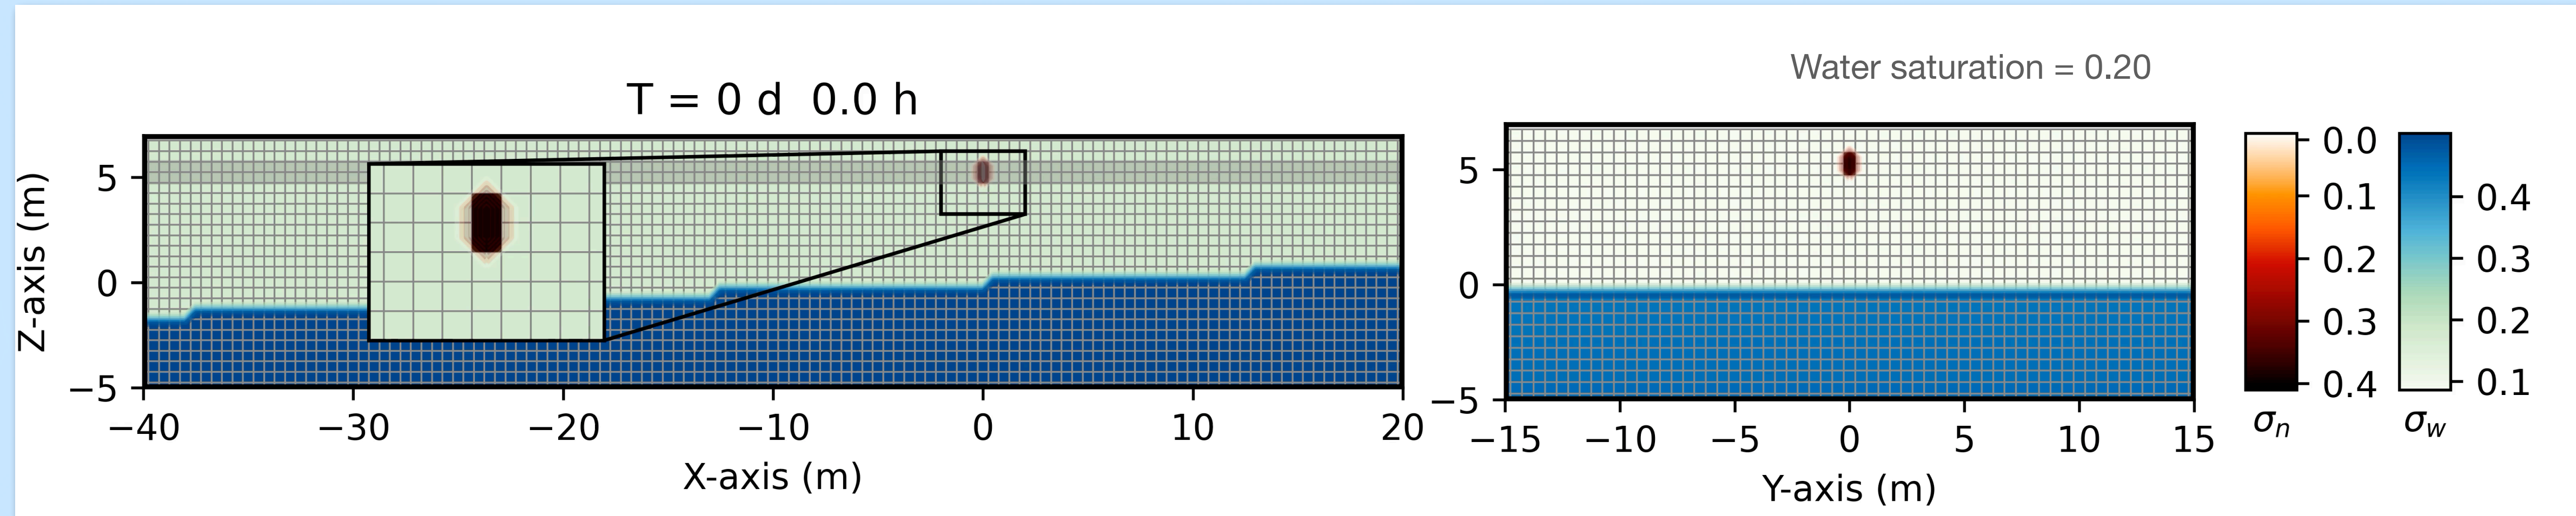 Water saturation = 0.20
T = 0 d 0.0 h
Z-axis (m)
5
0
−5
−40 −30 −20 −10 0 10 20
X-axis (m)
5
0
−5
−15 −10 −5 0 5 10 15
Y-axis (m)
0.0
0.1
0.2
0.3
0.4
σn
0.4
0.3
0.2
0.1
σw